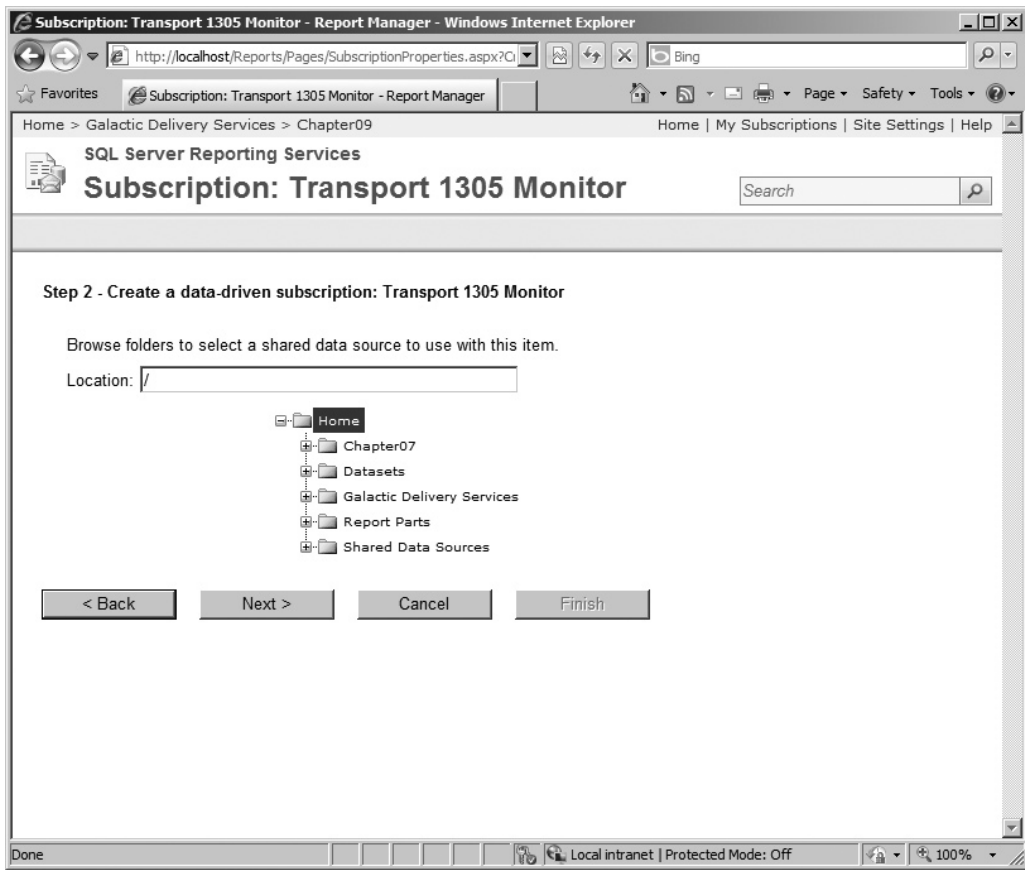 Subscription: Transport 1305 Monitor - Report Manager - Windows Internet Explorer
http://localhost/Reports/Pages/SubscriptionProperties.aspx?C
Bing
Favorites
Subscription: Transport 1305 Monitor - Report Manager
Page
Safety
Tools
Home > Galactic Delivery Services > Chapter09
Home | My Subscriptions | Site Settings | Help
SQL Server Reporting Services
Subscription: Transport 1305 Monitor
Search
Step 2 - Create a data-driven subscription: Transport 1305 Monitor
Browse folders to select a shared data source to use with this item.
Location: /
Home
Chapter07
Datasets
Galactic Delivery Services
Report Parts
Shared Data Sources
< Back
Next >
Cancel
Finish
Done
Local intranet | Protected Mode: Off
100%